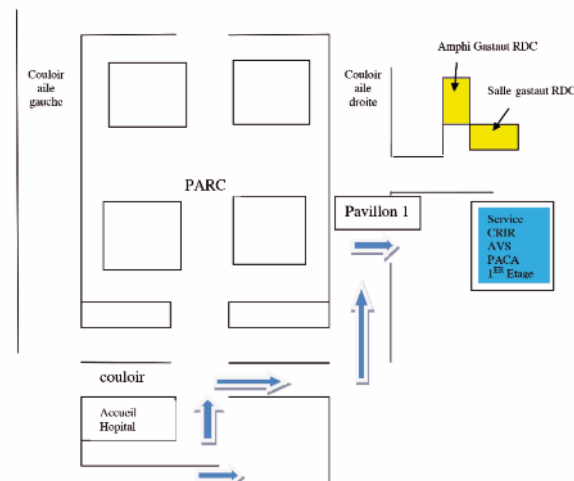 Amphi Gastaut RDC
Couloir
aile
gauche
Couloir
aile
droite
Salle gastaut RDC
PARC
Pavillon 1
Service
CRIR
AVS
PACA
1ER Etage
couloir
Accueil
Hopital